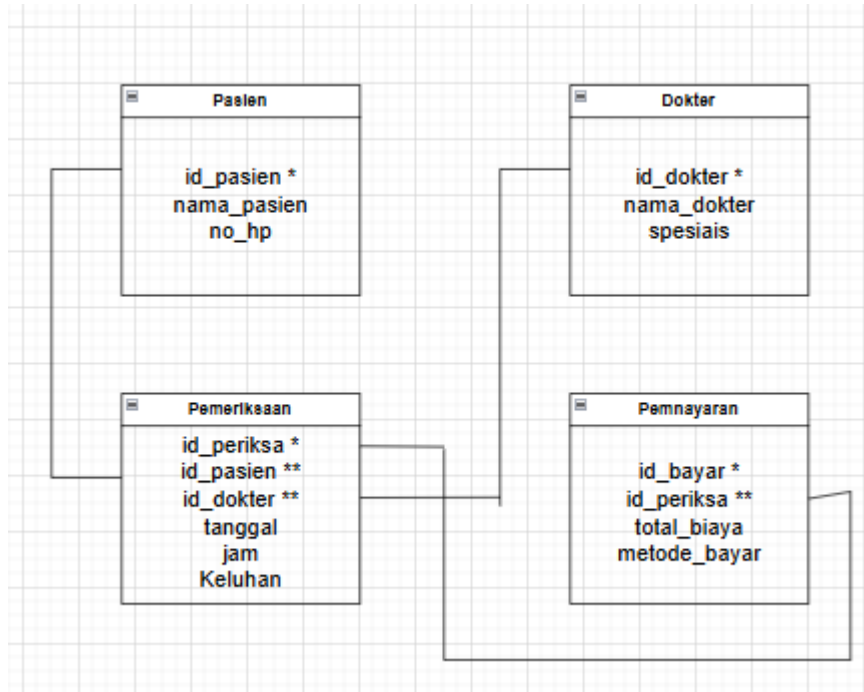 Pasien
id_pasien *
nama_pasien
no_hp
Dokter
id_dokter *
nama_dokter
spesiais
Pemeriksaan
id_periksa *
id_pasien **
id_dokter **
tanggal
jam
Keluhan
Pemnayaran
id_bayar *
id_periksa **
total_biaya
metode_bayar